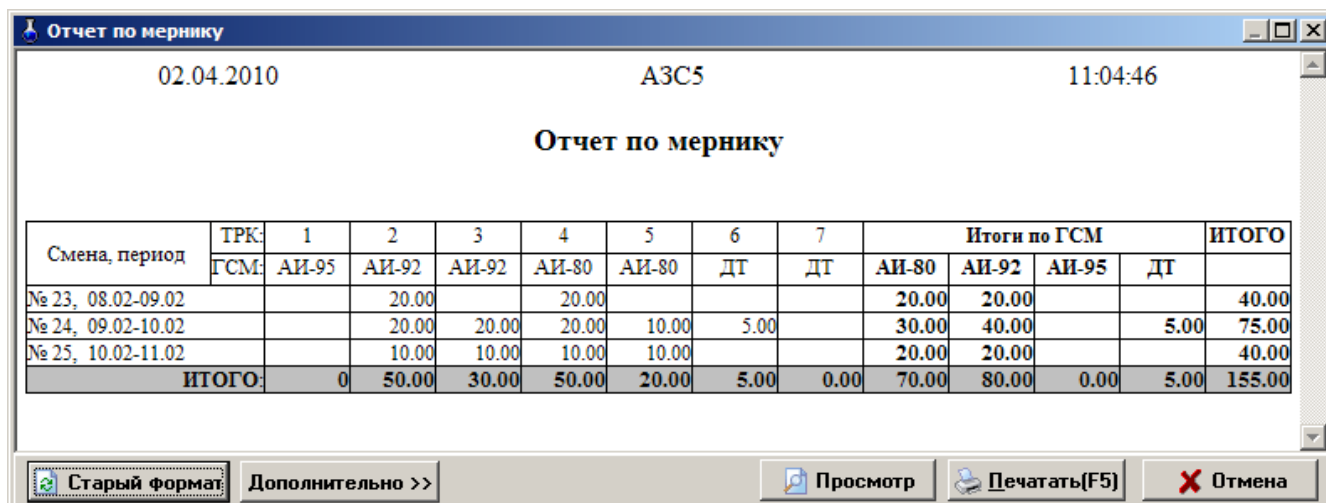 Отчет по мернику
02.04.2010 АЗС5 11:04:46
Отчет по мернику
Смена, период ТРК: 1 2 3 4 5 6 7 Итоги по ГСМ ИТОГО
ГСМ: АИ-95 АИ-92 АИ-92 АИ-80 АИ-80 ДТ ДТ АИ-80 АИ-92 АИ-95 ДТ
№ 23, 08.02-09.02 20.00 20.00 20.00 20.00 40.00
№ 24, 09.02-10.02 20.00 20.00 20.00 10.00 5.00 30.00 40.00 5.00 75.00
№ 25, 10.02-11.02 10.00 10.00 10.00 10.00 20.00 20.00 40.00
ИТОГО: 0 50.00 30.00 50.00 20.00 5.00 0.00 70.00 80.00 0.00 5.00 155.00
Старый формат Дополнительно >> Просмотр Печатать(F5) Отмена